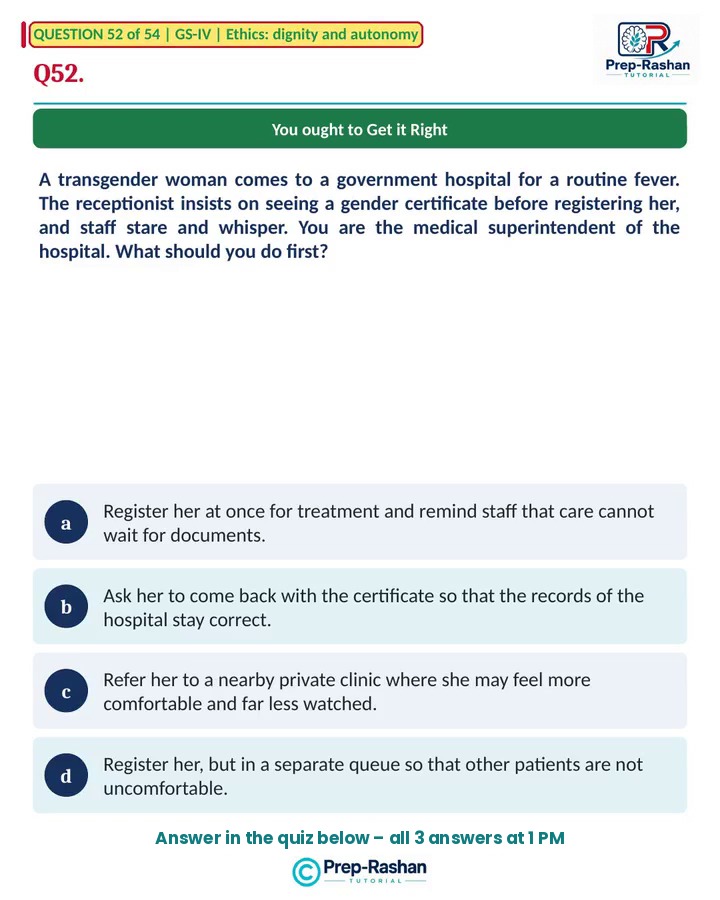 QUESTION 52 of 54 | GS-IV | Ethics: dignity and autonomy
Prep-Rashan
TUTORIAL
Q52.
You ought to Get it Right
A transgender woman comes to a government hospital for a routine fever.
The receptionist insists on seeing a gender certificate before registering her,
and staff stare and whisper. You are the medical superintendent of the
hospital. What should you do first?
a
Register her at once for treatment and remind staff that care cannot
wait for documents.
b
Ask her to come back with the certificate so that the records of the
hospital stay correct.
c
Refer her to a nearby private clinic where she may feel more
comfortable and far less watched.
d
Register her, but in a separate queue so that other patients are not
uncomfortable.
Answer in the quiz below – all 3 answers at 1 PM
© Prep-Rashan
TUTORIAL